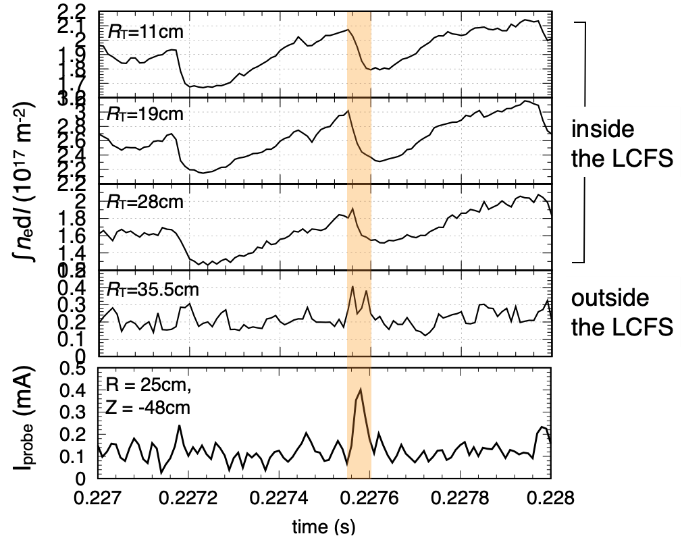 2.2
2.1
R_T=11cm
2
1.9
1.8
1.7
R_T=19cm
2.8
2.6
2.4
2.2
2.2
R_T=28cm
2
1.8
1.6
1.4
R_T=35.5cm
0.4
0.3
0.2
0.1
0
∫ n_e dl (10^17 m^-2)
inside
the LCFS
outside
the LCFS
0.5
R = 25cm,
Z = -48cm
0.4
0.3
0.2
0.1
0
I_probe (mA)
0.227 0.2272 0.2274 0.2276 0.2278 0.228
time (s)